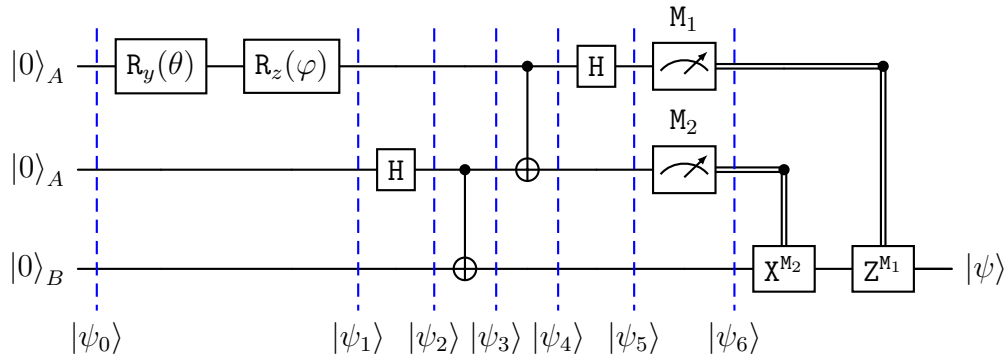 M₁
|0⟩_A R_y(θ) R_z(φ) H
M₂
|0⟩_A H
|0⟩_B X^{M₂} Z^{M₁} |ψ⟩
|ψ₀⟩ |ψ₁⟩ |ψ₂⟩ |ψ₃⟩ |ψ₄⟩ |ψ₅⟩ |ψ₆⟩